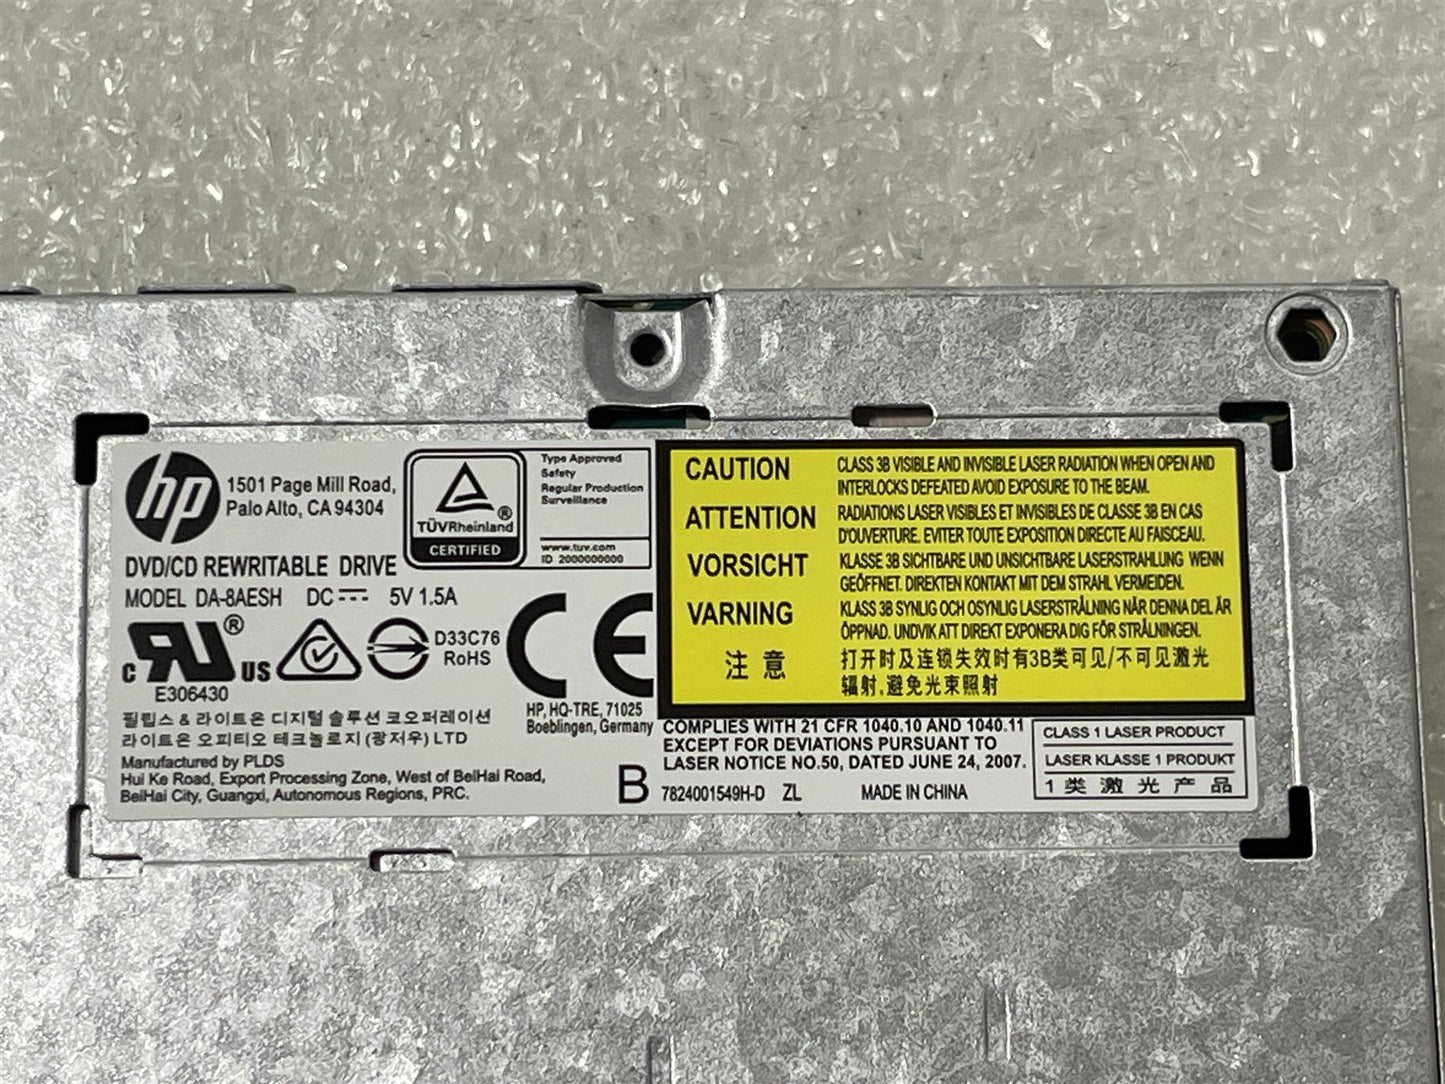 hp
1501 Page Mill Road,
Palo Alto, CA 94304
TÜVRheinland®
CERTIFIED
Type Approved
Safety
Regular Production
Surveillance
www.tuv.com
ID 2000000000
DVD/CD REWRITABLE DRIVE
MODEL DA-8AESH DC 5V 1.5A
c RU ® US
E306430
D33C76
RoHS
CE
HP, HQ-TRE, 71025
Boeblingen, Germany
필립스 & 라이트온 디지털 솔루션 코오퍼레이션
라이트온 오피티오 테크놀로지 (광저우) LTD
Manufactured by PLDS
Hui Ke Road, Export Processing Zone, West of BeiHai Road,
BeiHai City, Guangxi, Autonomous Regions, PRC.
CAUTION CLASS 3B VISIBLE AND INVISIBLE LASER RADIATION WHEN OPEN AND
INTERLOCKS DEFEATED AVOID EXPOSURE TO THE BEAM.
ATTENTION RADIATIONS LASER VISIBLES ET INVISIBLES DE CLASSE 3B EN CAS
D'OUVERTURE. EVITER TOUTE EXPOSITION DIRECTE AU FAISCEAU.
VORSICHT KLASSE 3B SICHTBARE UND UNSICHTBARE LASERSTRAHLUNG WENN
GEÖFFNET. DIREKTEN KONTAKT MIT DEM STRAHL VERMEIDEN.
VARNING KLASS 3B SYNLIG OCH OSYNLIG LASERSTRÅLNING NÄR DENNA DEL ÄR
ÖPPNAD. UNDVIK ATT DIREKT EXPONERA DIG FÖR STRÅLNINGEN.
注意 打开时及连锁失效时有3B类可见/不可见激光
辐射,避免光束照射
COMPLIES WITH 21 CFR 1040.10 AND 1040.11
EXCEPT FOR DEVIATIONS PURSUANT TO
LASER NOTICE NO.50, DATED JUNE 24, 2007.
B 7824001549H-D ZL MADE IN CHINA
CLASS 1 LASER PRODUCT
LASER KLASSE 1 PRODUKT
1 类 激 光 产 品